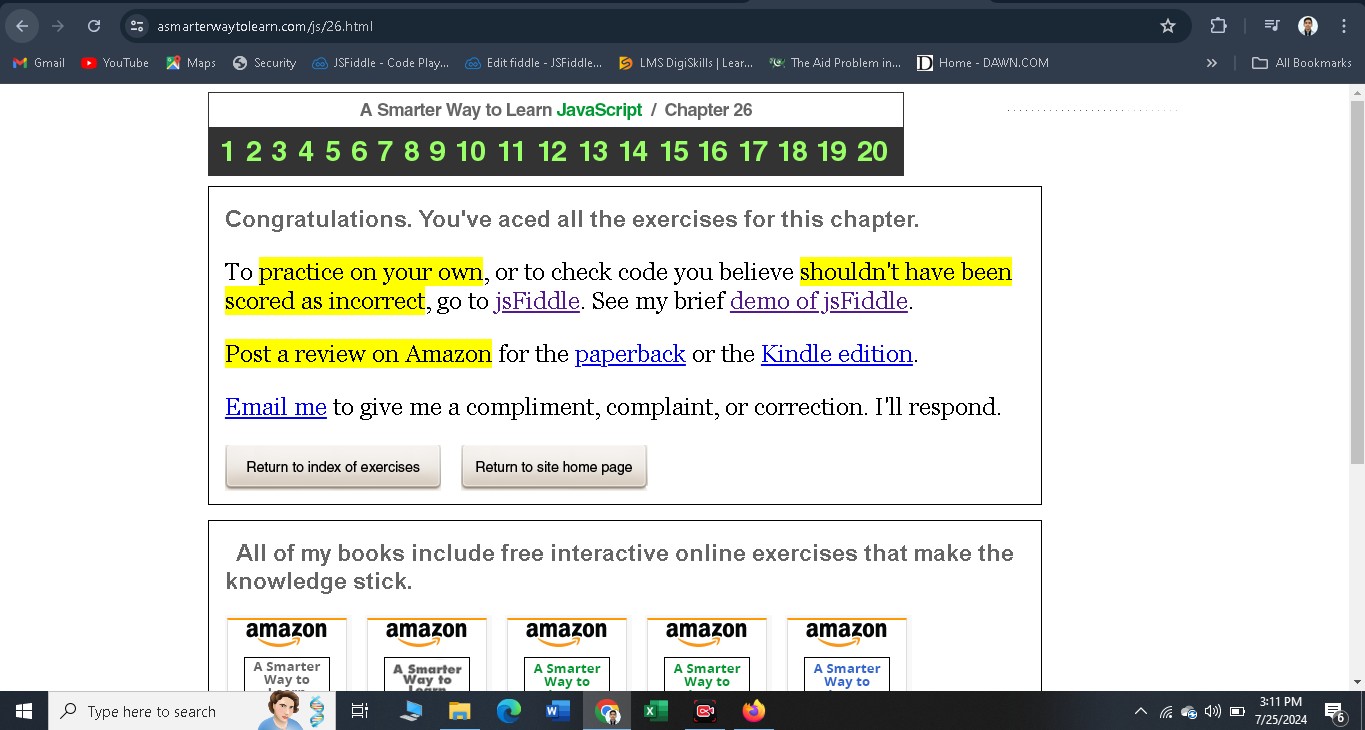 asmarterwaytolearn.com/js/26.html
Gmail YouTube Maps Security JSFiddle - Code Play... Edit fiddle - JSFiddle... LMS DigiSkills | Lear... The Aid Problem in... Home - DAWN.COM » All Bookmarks
A Smarter Way to Learn JavaScript / Chapter 26
1 2 3 4 5 6 7 8 9 10 11 12 13 14 15 16 17 18 19 20
Congratulations. You've aced all the exercises for this chapter.
To practice on your own, or to check code you believe shouldn't have been
scored as incorrect, go to jsFiddle. See my brief demo of jsFiddle.
Post a review on Amazon for the paperback or the Kindle edition.
Email me to give me a compliment, complaint, or correction. I'll respond.
Return to index of exercises Return to site home page
All of my books include free interactive online exercises that make the
knowledge stick.
amazon amazon amazon amazon amazon
A Smarter A Smarter A Smarter A Smarter A Smarter
Way to Way to Way to Way to Way to
Type here to search
3:11 PM
7/25/2024
6